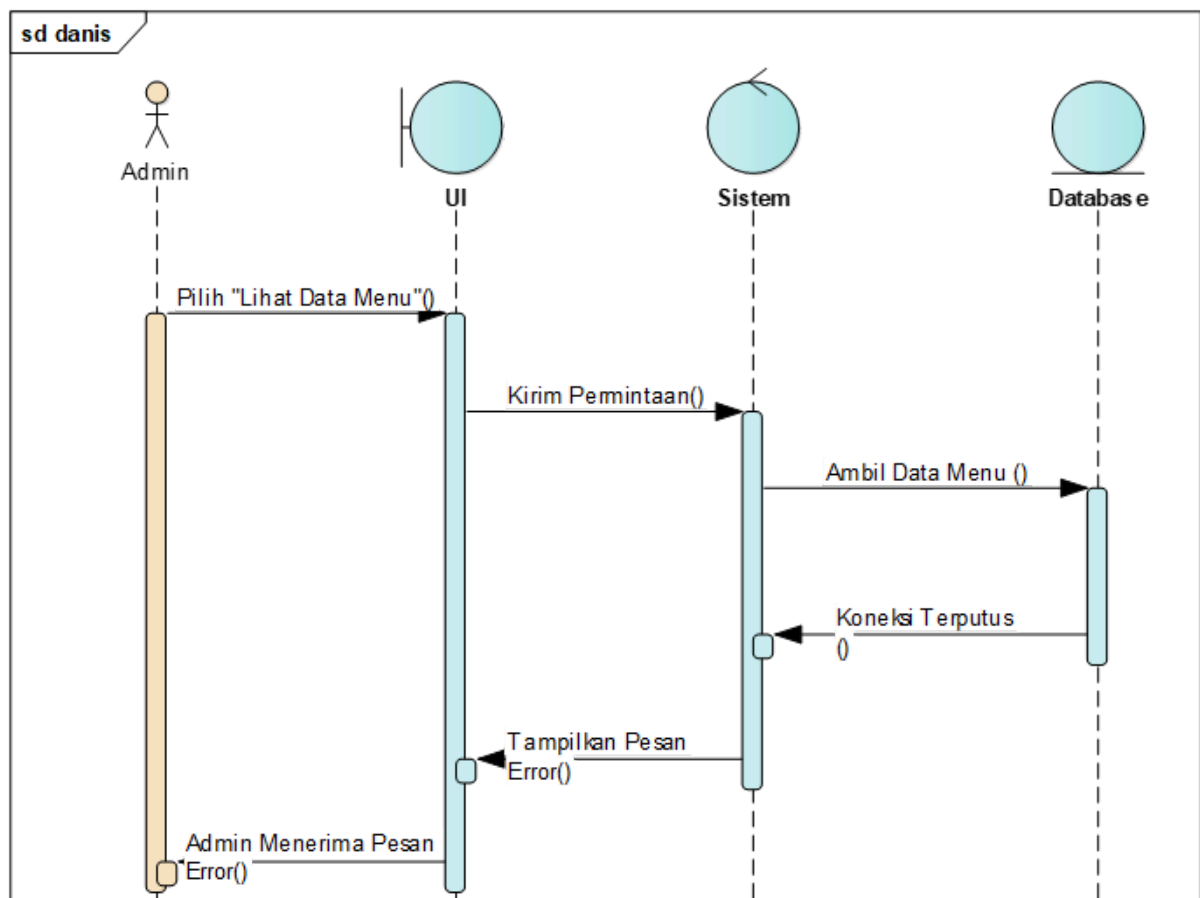 sd danis
Admin
UI
Sistem
Database
Pilih "Lihat Data Menu"()
Kirim Permintaan()
Ambil Data Menu ()
Koneksi Terputus
()
Tampilkan Pesan
Error()
Admin Menerima Pesan
Error()